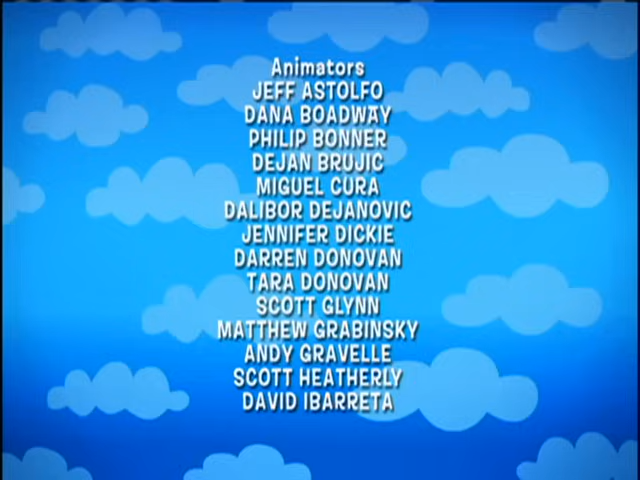 Animators
JEFF ASTOLFO
DANA BOADWAY
PHILIP BONNER
DEJAN BRUJIC
MIGUEL CURA
DALIBOR DEJANOVIC
JENNIFER DICKIE
DARREN DONOVAN
TARA DONOVAN
SCOTT GLYNN
MATTHEW GRABINSKY
ANDY GRAVELLE
SCOTT HEATHERLY
DAVID IBARRETA